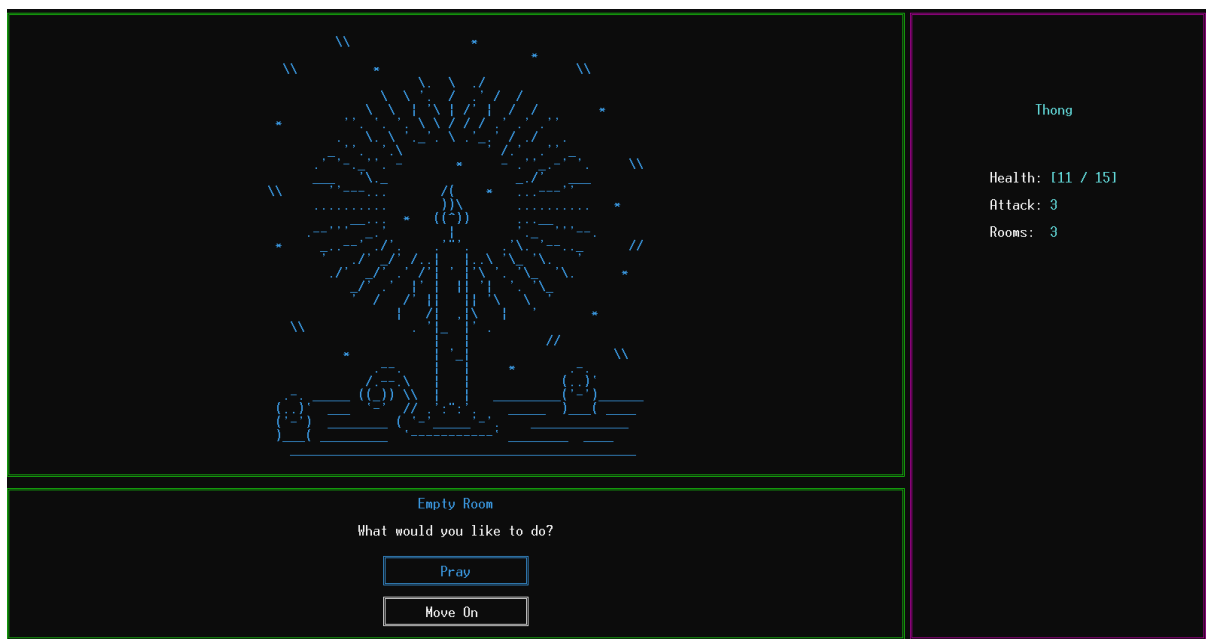 Thong
Health: [11 / 15]
Attack: 3
Rooms: 3
Empty Room
What would you like to do?
Pray
Move On